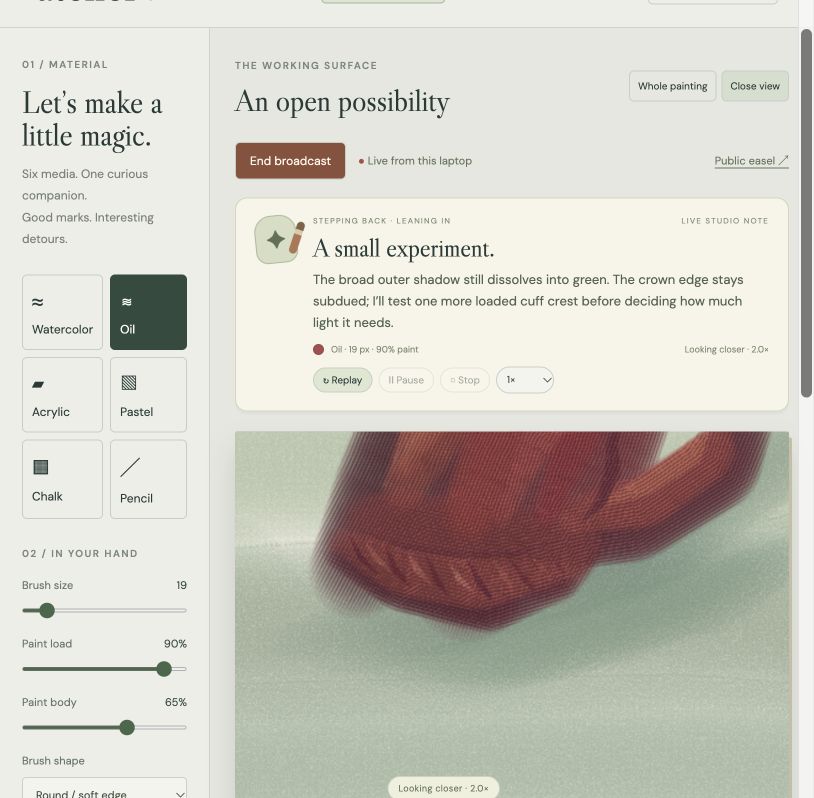 01 / MATERIAL
Let's make a
little magic.
Six media. One curious
companion.
Good marks. Interesting
detours.
≈
Watercolor
≋
Oil
▰
Acrylic
▧
Pastel
▦
Chalk
╱
Pencil
02 / IN YOUR HAND
Brush size 19
Paint load 90%
Paint body 65%
Brush shape
Round / soft edge
THE WORKING SURFACE
An open possibility
Whole painting
Close view
End broadcast
Live from this laptop
Public easel ↗
STEPPING BACK · LEANING IN
LIVE STUDIO NOTE
A small experiment.
The broad outer shadow still dissolves into green. The crown edge stays
subdued; I'll test one more loaded cuff crest before deciding how much
light it needs.
Oil · 19 px · 90% paint
Looking closer · 2.0×
↻ Replay
II Pause
▫ Stop
1×
Looking closer · 2.0×